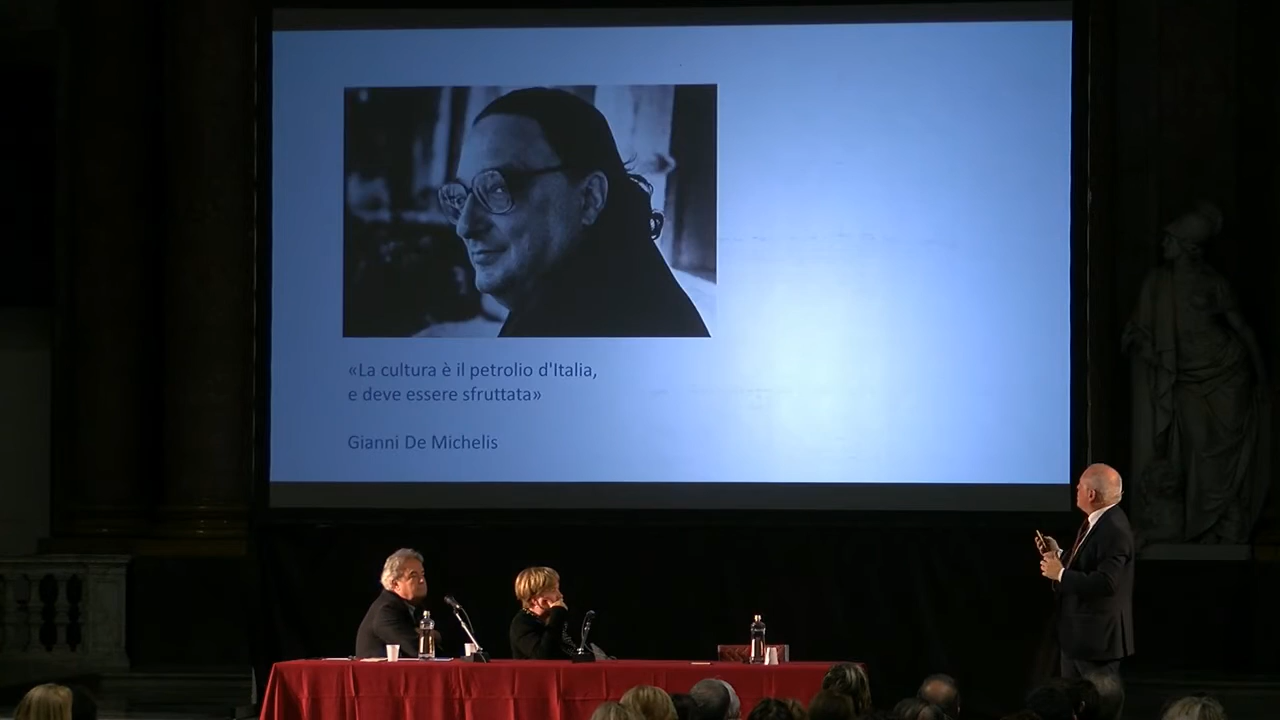 «La cultura è il petrolio d'Italia,
e deve essere sfruttata»
Gianni De Michelis